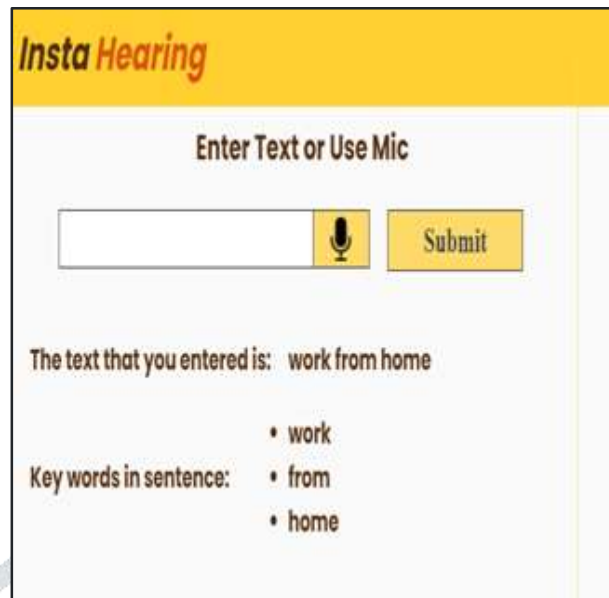 Insta Hearing
Enter Text or Use Mic
Submit
The text that you entered is: work from home
Key words in sentence:
• work
• from
• home